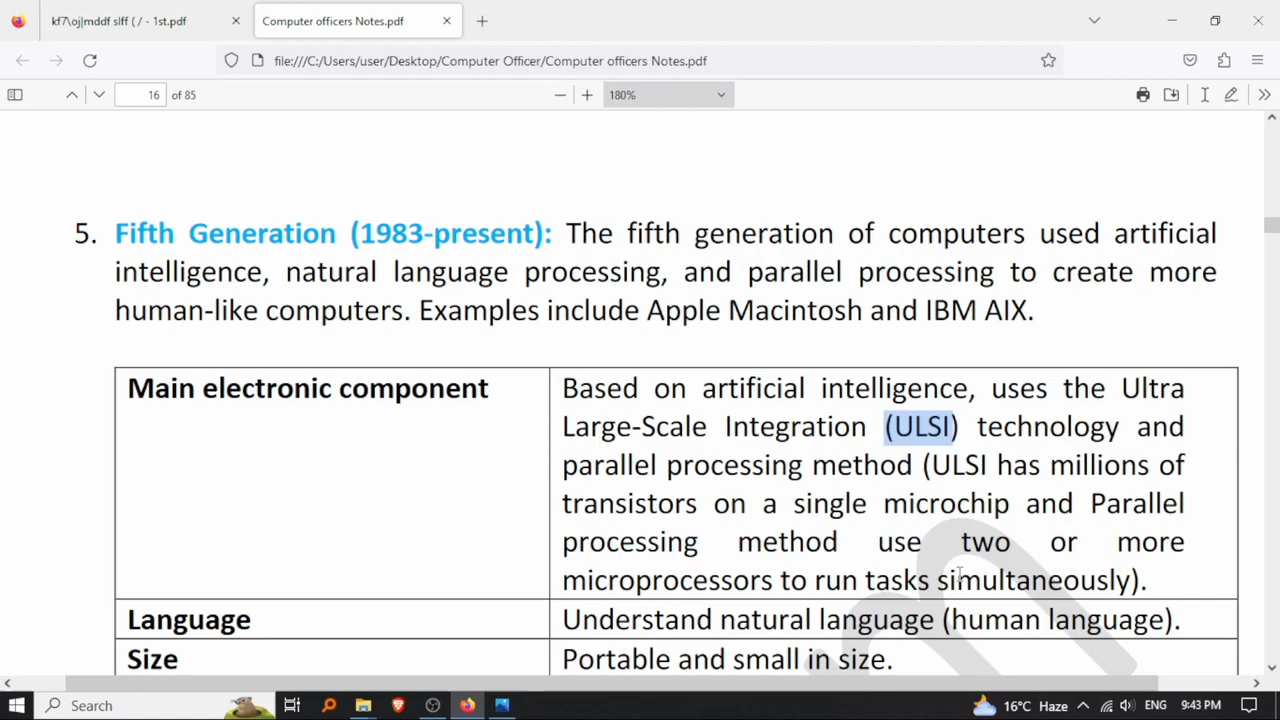 kf7\oj|mddf slff ( / - 1st.pdf
Computer officers Notes.pdf
file:///C:/Users/user/Desktop/Computer Officer/Computer officers Notes.pdf
16 of 85
180%
5. Fifth Generation (1983-present): The fifth generation of computers used artificial
intelligence, natural language processing, and parallel processing to create more
human-like computers. Examples include Apple Macintosh and IBM AIX.
Main electronic component
Based on artificial intelligence, uses the Ultra
Large-Scale Integration (ULSI) technology and
parallel processing method (ULSI has millions of
transistors on a single microchip and Parallel
processing method use two or more
microprocessors to run tasks simultaneously).
Language
Understand natural language (human language).
Size
Portable and small in size.
Search
16°C Haze
ENG
9:43 PM